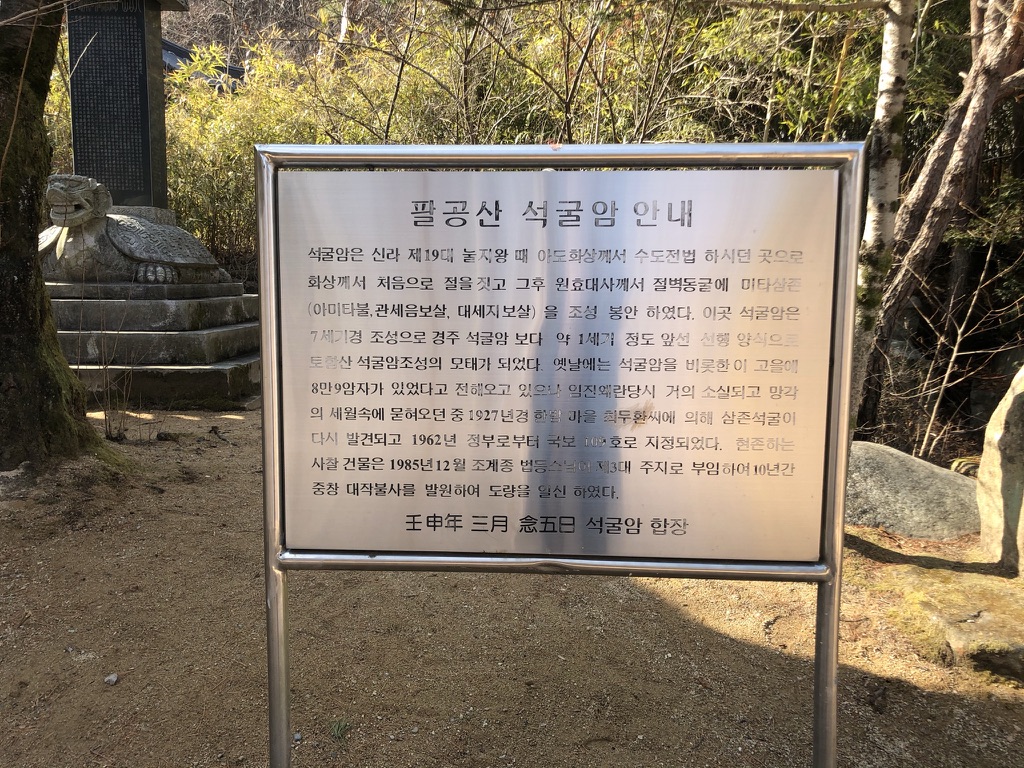 팔공산 석굴암 안내
석굴암은 신라 제19대 눌지왕 때 아도화상께서 수도전법 하시던 곳으로
화상께서 처음으로 절을 짓고 그후 원효대사께서 절벽동굴에 미타삼존
(아미타불,관세음보살, 대세지보살) 을 조성 봉안 하였다. 이곳 석굴암은
7세기경 조성으로 경주 석굴암 보다 약 1세기 정도 앞선 선행 양식으로
토함산 석굴암조성의 모태가 되었다. 옛날에는 석굴암을 비롯한 이 고을에
8만9암자가 있었다고 전해오고 있으나 임진왜란당시 거의 소실되고 망각
의 세월속에 묻혀오던 중 1927년경 한밤 마을 최두환씨에 의해 삼존석굴이
다시 발견되고 1962년 정부로부터 국보 109호로 지정되었다. 현존하는
사찰 건물은 1985년12월 조계종 법등스님이 제3대 주지로 부임하여10년간
중창 대작불사를 발원하여 도량을 일신 하였다.
壬申年 三月 念五日 석굴암 합장